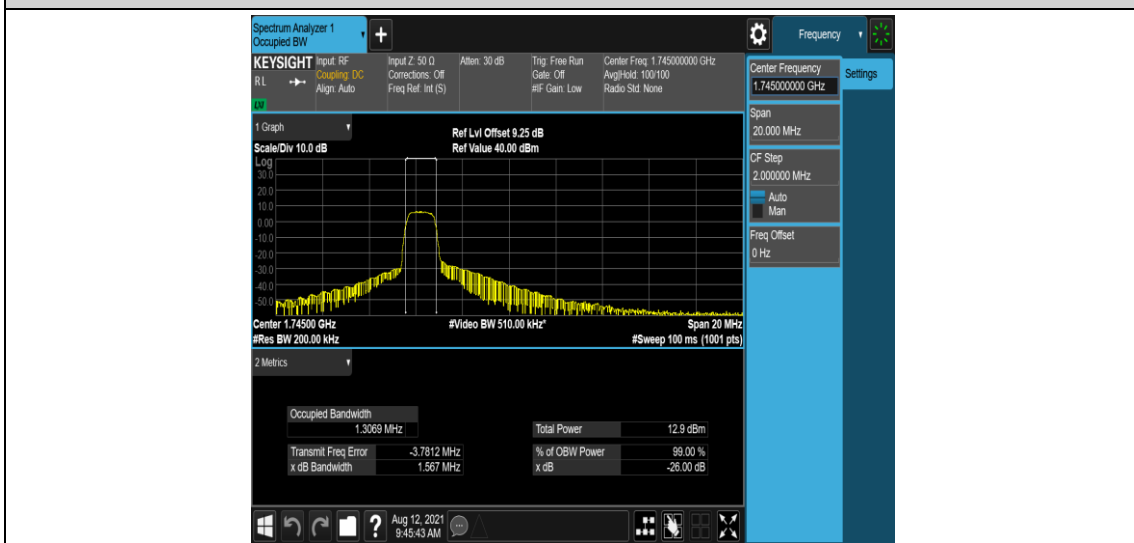 Spectrum Analyzer 1
Occupied BW
+
Frequency
KEYSIGHT Input: RF Input Z: 50 Ω Atten: 30 dB Trig: Free Run Center Freq: 1.745000000 GHz
RL Coupling: DC Corrections: Off Gate: Off Avg|Hold: 100/100
Align: Auto Freq Ref: Int (S) #IF Gain: Low Radio Std: None
LXI
Center Frequency
1.745000000 GHz
Settings
Span
20.000 MHz
CF Step
2.000000 MHz
Auto
Man
Freq Offset
0 Hz
1 Graph
Ref Lvl Offset 9.25 dB
Scale/Div 10.0 dB Ref Value 40.00 dBm
Log
30.0
20.0
10.0
0.00
-10.0
-20.0
-30.0
-40.0
-50.0
Center 1.74500 GHz #Video BW 510.00 kHz* Span 20 MHz
#Res BW 200.00 kHz #Sweep 100 ms (1001 pts)
2 Metrics
Occupied Bandwidth
1.3069 MHz Total Power 12.9 dBm
Transmit Freq Error -3.7812 MHz % of OBW Power 99.00 %
x dB Bandwidth 1.567 MHz x dB -26.00 dB
? Aug 12, 2021
9:45:43 AM